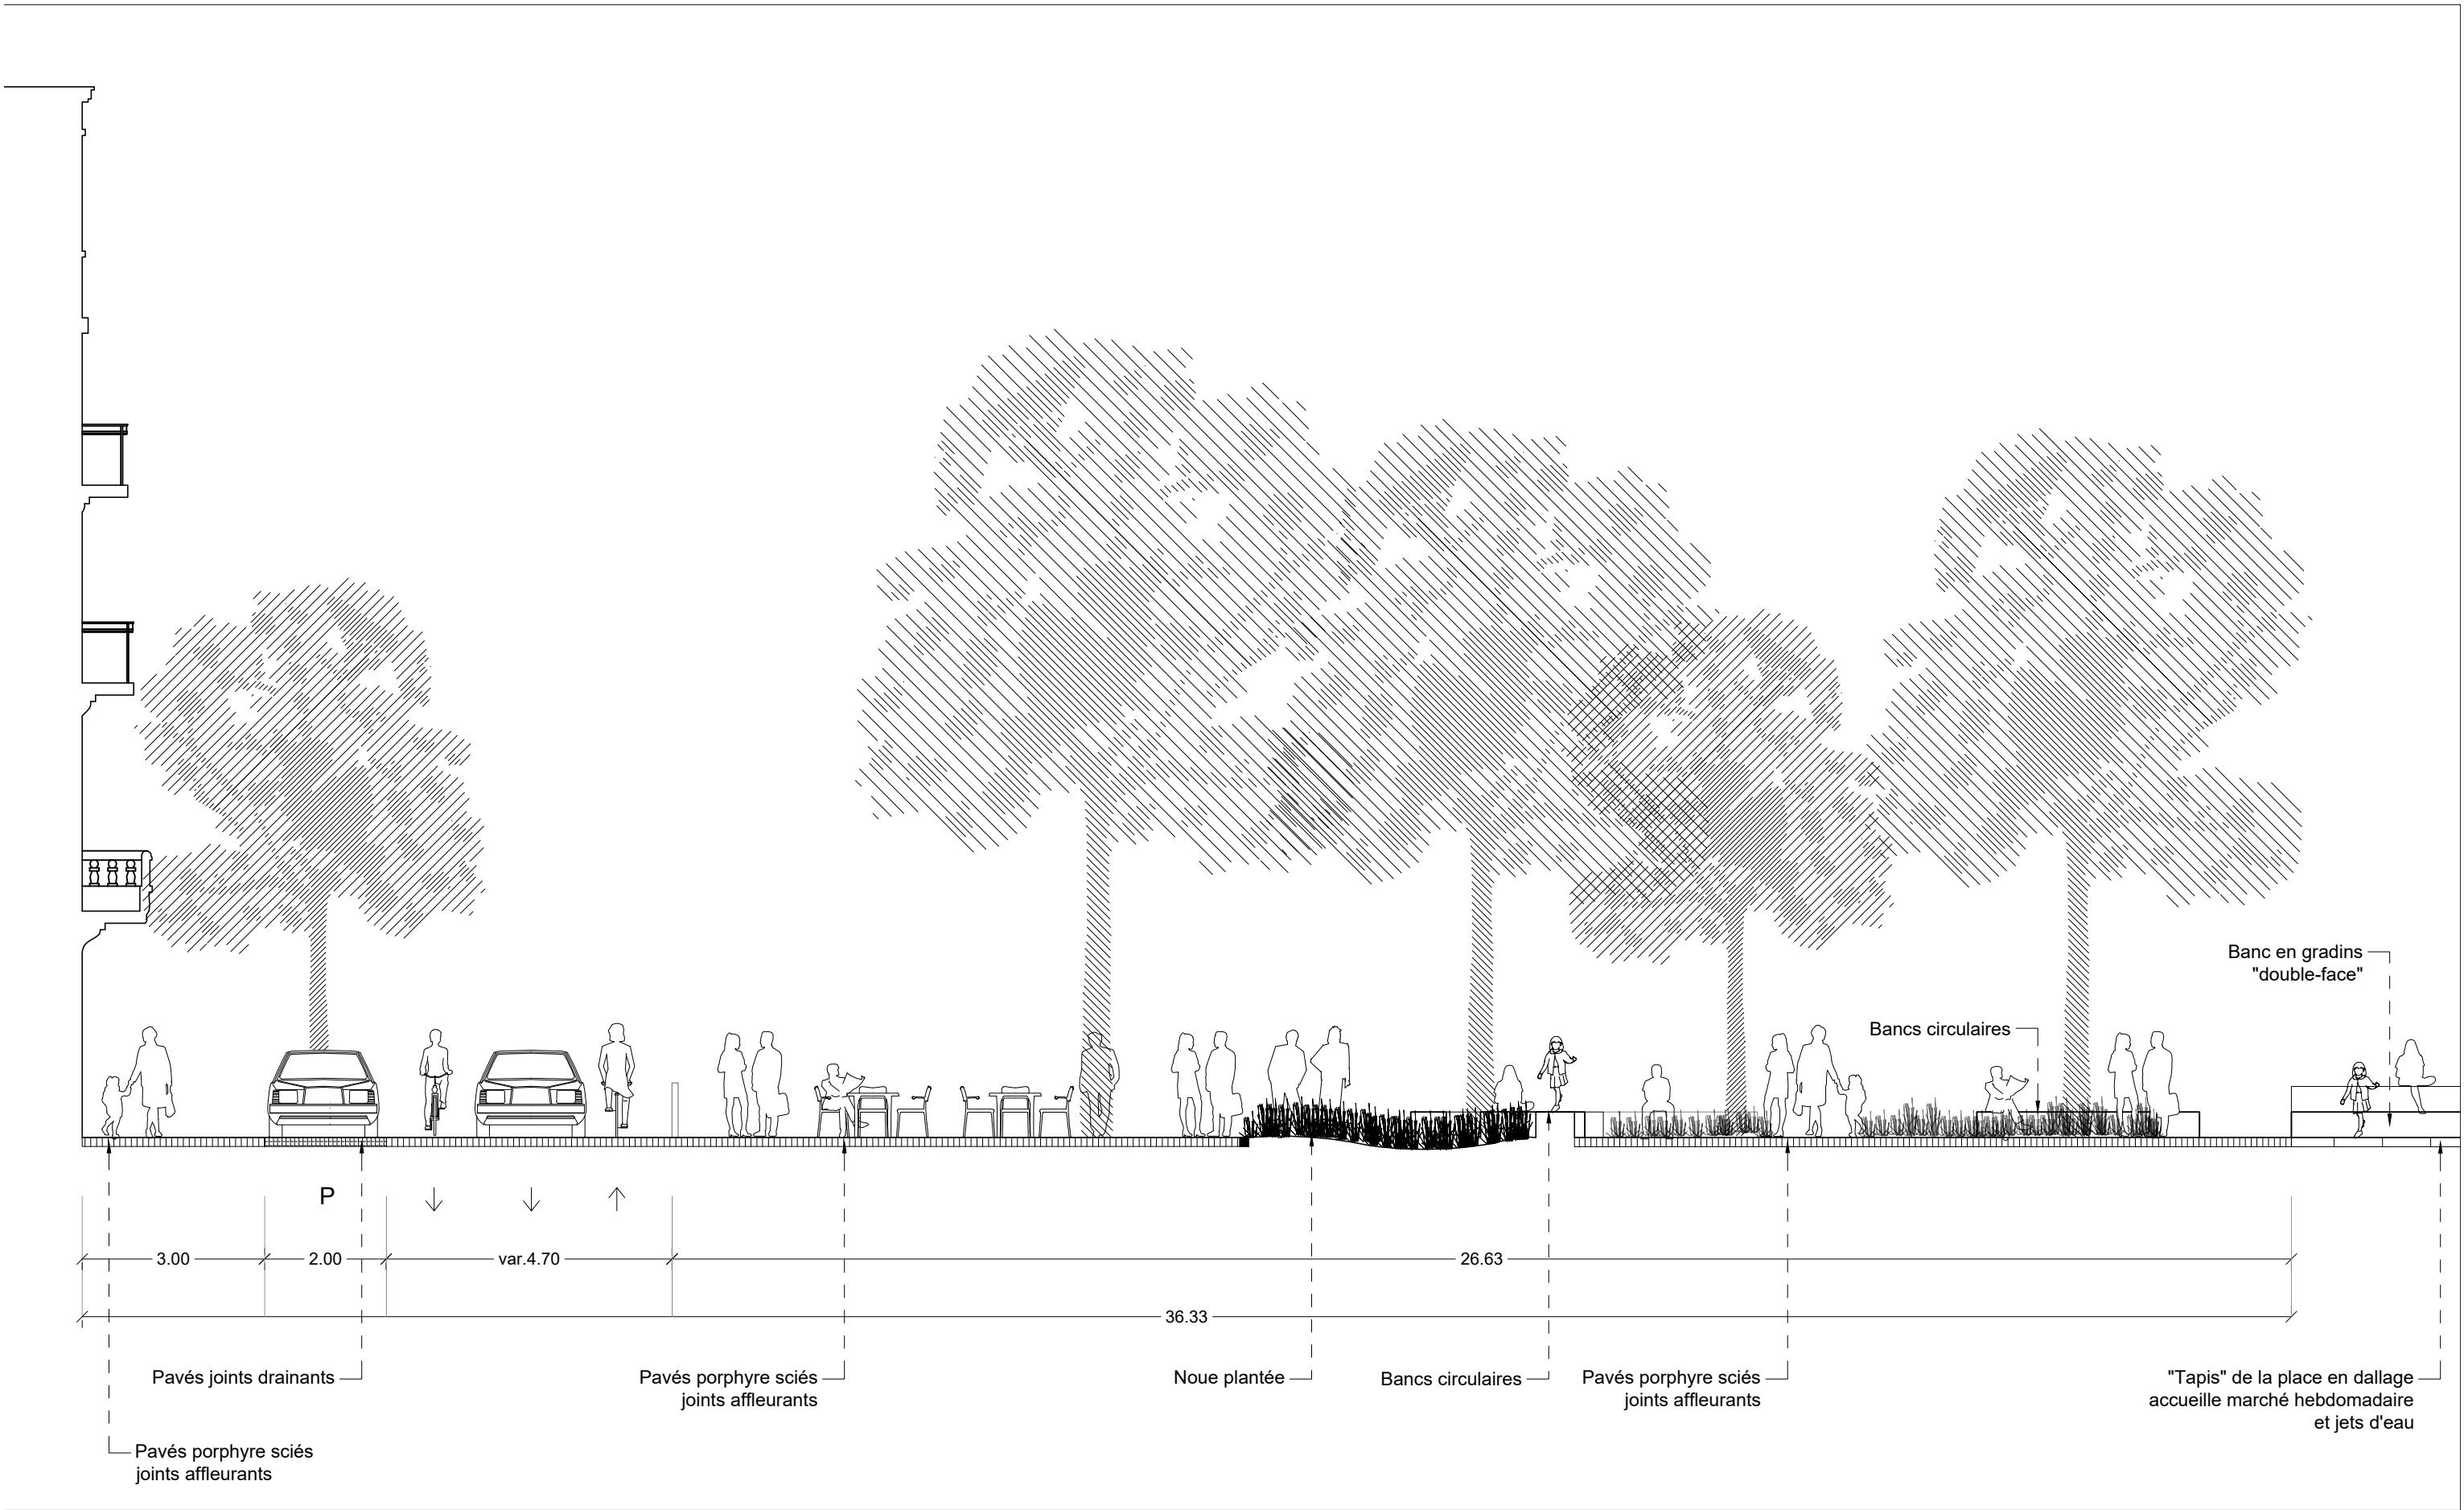 Banc en gradins
"double-face"
Bancs circulaires
P
3.00
2.00
var.4.70
26.63
36.33
Pavés joints drainants
Pavés porphyre sciés
joints affleurants
Noue plantée
Bancs circulaires
Pavés porphyre sciés
joints affleurants
"Tapis" de la place en dallage
accueille marché hebdomadaire
et jets d'eau
Pavés porphyre sciés
joints affleurants